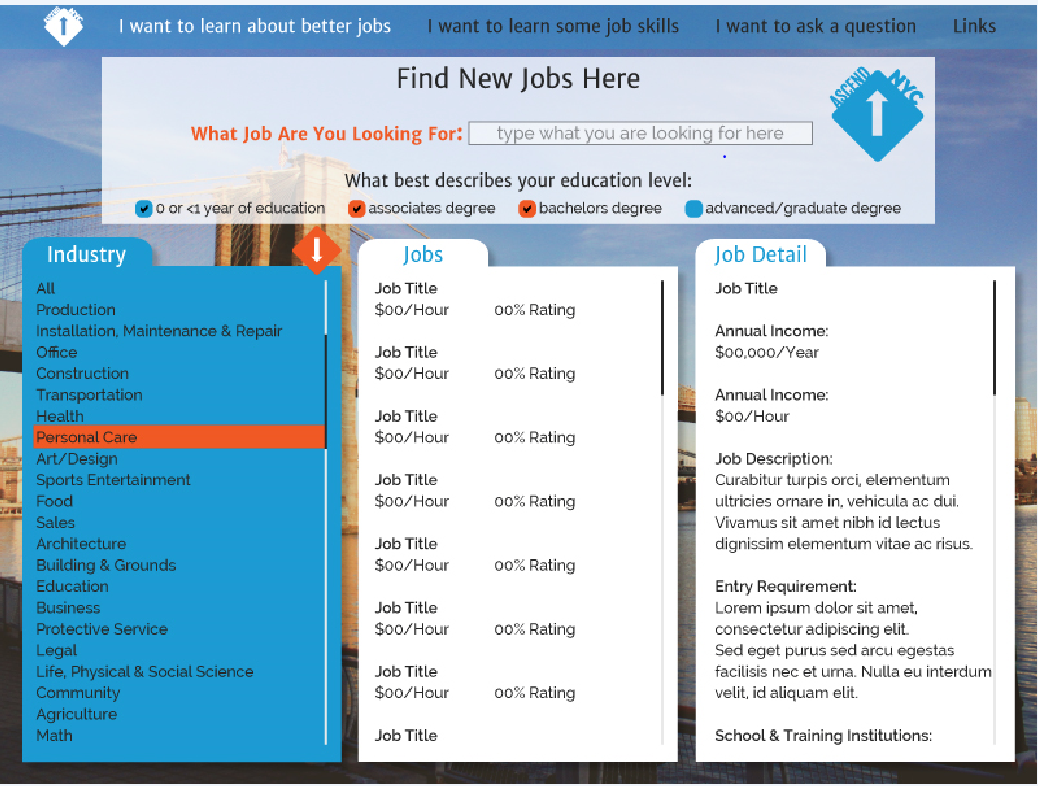 ASCEND NYC
I want to learn about better jobs
I want to learn some job skills
I want to ask a question
Links
Find New Jobs Here
ASCEND NYC
What Job Are You Looking For:
type what you are looking for here
What best describes your education level:
0 or <1 year of education
associates degree
bachelors degree
advanced/graduate degree
Industry
All
Production
Installation, Maintenance & Repair
Office
Construction
Transportation
Health
Personal Care
Art/Design
Sports Entertainment
Food
Sales
Architecture
Building & Grounds
Education
Business
Protective Service
Legal
Life, Physical & Social Science
Community
Agriculture
Math
Jobs
Job Title
$00/Hour 00% Rating
Job Title
$00/Hour 00% Rating
Job Title
$00/Hour 00% Rating
Job Title
$00/Hour 00% Rating
Job Title
$00/Hour 00% Rating
Job Title
$00/Hour 00% Rating
Job Title
$00/Hour 00% Rating
Job Title
Job Detail
Job Title
Annual Income:
$00,000/Year
Annual Income:
$00/Hour
Job Description:
Curabitur turpis orci, elementum
ultricies ornare in, vehicula ac dui.
Vivamus sit amet nibh id lectus
dignissim elementum vitae ac risus.
Entry Requirement:
Lorem ipsum dolor sit amet,
consectetur adipiscing elit.
Sed eget purus sed arcu egestas
facilisis nec et urna. Nulla eu interdum
velit, id aliquam elit.
School & Training Institutions: